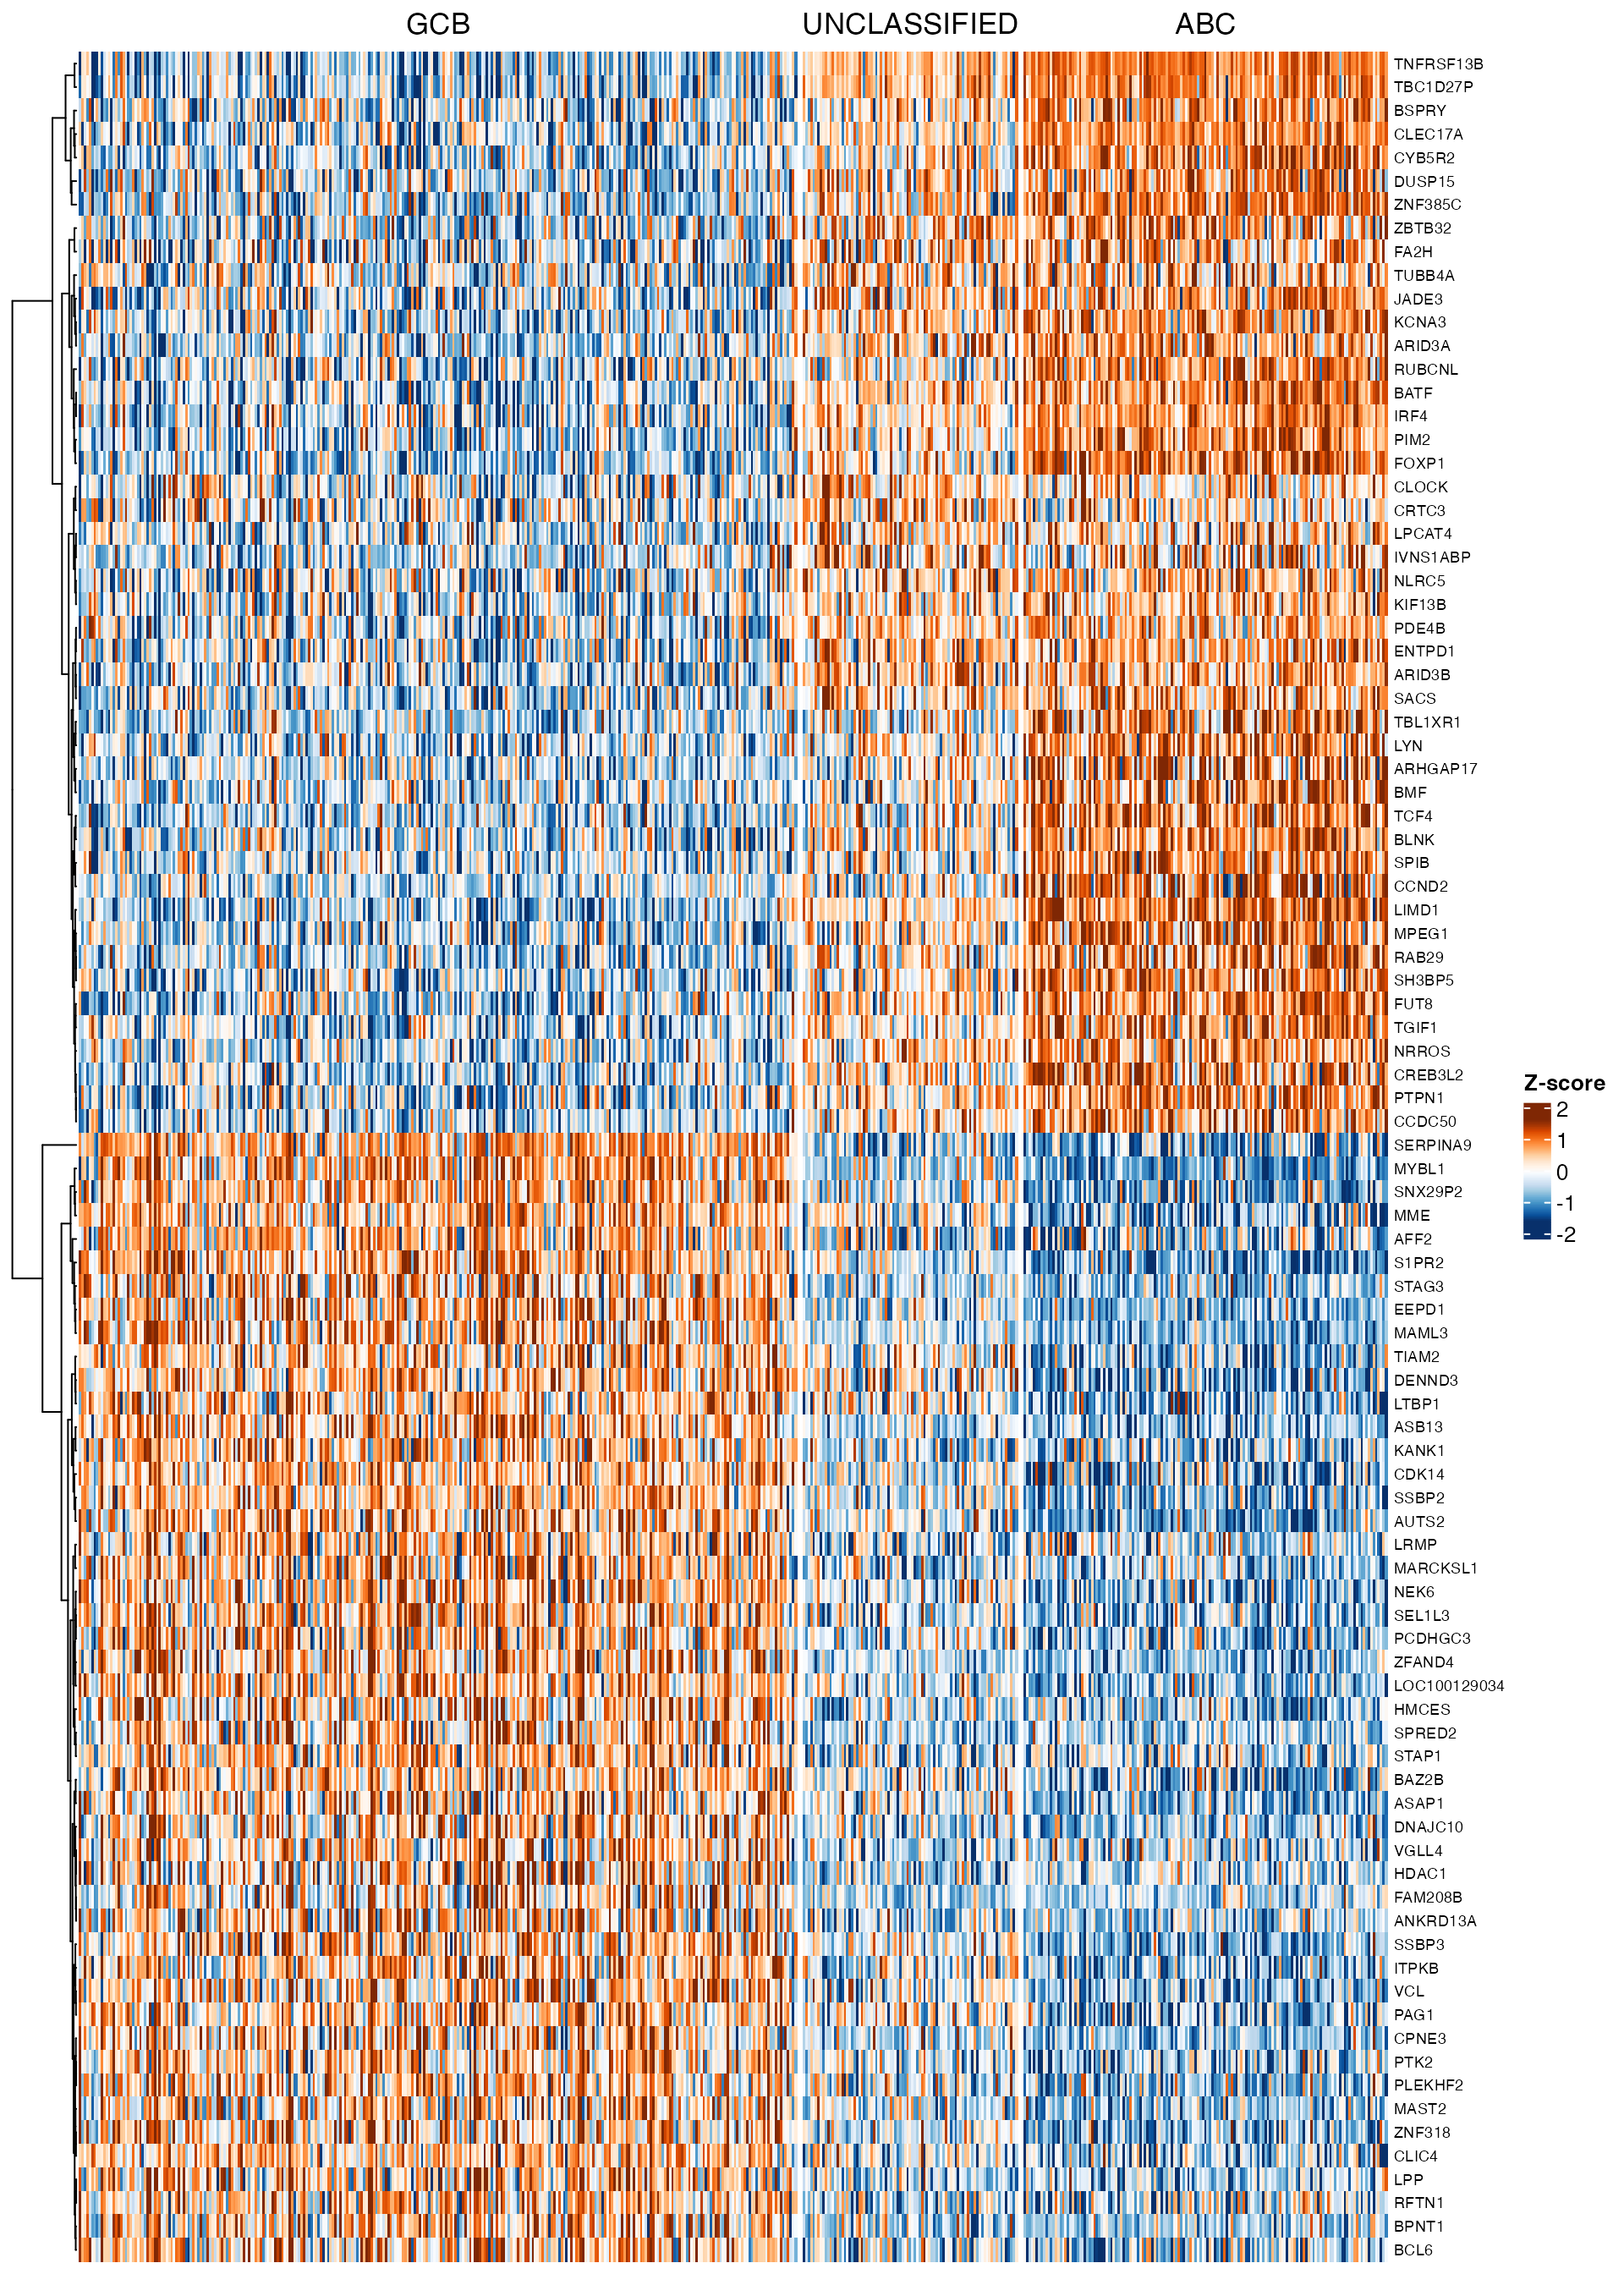 GCB UNCLASSIFIED ABC
TNFRSF13B
TBC1D27P
BSPRY
CLEC17A
CYB5R2
DUSP15
ZNF385C
ZBTB32
FA2H
TUBB4A
JADE3
KCNA3
ARID3A
RUBCNL
BATF
IRF4
PIM2
FOXP1
CLOCK
CRTC3
LPCAT4
IVNS1ABP
NLRC5
KIF13B
PDE4B
ENTPD1
ARID3B
SACS
TBL1XR1
LYN
ARHGAP17
BMF
TCF4
BLNK
SPIB
CCND2
LIMD1
MPEG1
RAB29
SH3BP5
FUT8
TGIF1
NRROS
CREB3L2
PTPN1
CCDC50
SERPINA9
MYBL1
SNX29P2
MME
AFF2
S1PR2
STAG3
EEPD1
MAML3
TIAM2
DENND3
LTBP1
ASB13
KANK1
CDK14
SSBP2
AUTS2
LRMP
MARCKSL1
NEK6
SEL1L3
PCDHGC3
ZFAND4
LOC100129034
HMCES
SPRED2
STAP1
BAZ2B
ASAP1
DNAJC10
VGLL4
HDAC1
FAM208B
ANKRD13A
SSBP3
ITPKB
VCL
PAG1
CPNE3
PTK2
PLEKHF2
MAST2
ZNF318
CLIC4
LPP
RFTN1
BPNT1
BCL6
Z-score
2
1
0
-1
-2